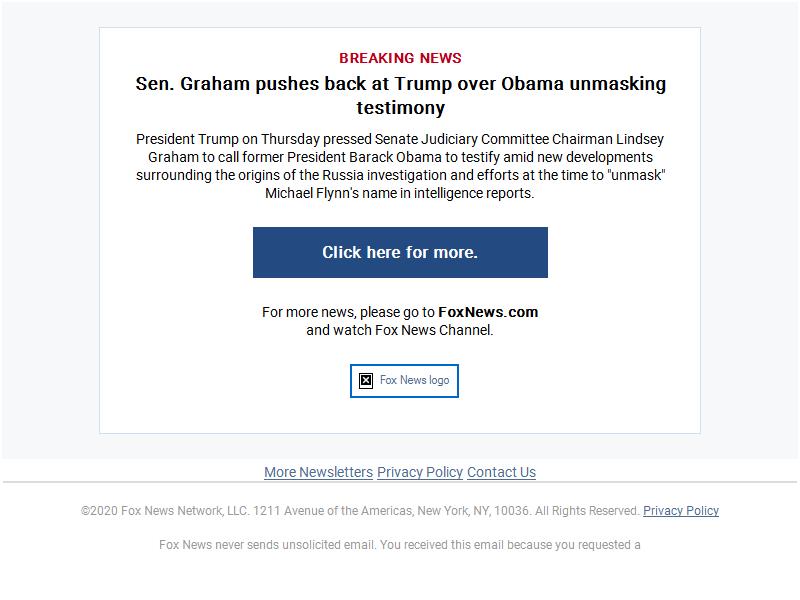 BREAKING NEWS
Sen. Graham pushes back at Trump over Obama unmasking
testimony
President Trump on Thursday pressed Senate Judiciary Committee Chairman Lindsey
Graham to call former President Barack Obama to testify amid new developments
surrounding the origins of the Russia investigation and efforts at the time to "unmask"
Michael Flynn's name in intelligence reports.
Click here for more.
For more news, please go to FoxNews.com
and watch Fox News Channel.
Fox News logo
More Newsletters Privacy Policy Contact Us
©2020 Fox News Network, LLC. 1211 Avenue of the Americas, New York, NY, 10036. All Rights Reserved. Privacy Policy
Fox News never sends unsolicited email. You received this email because you requested a